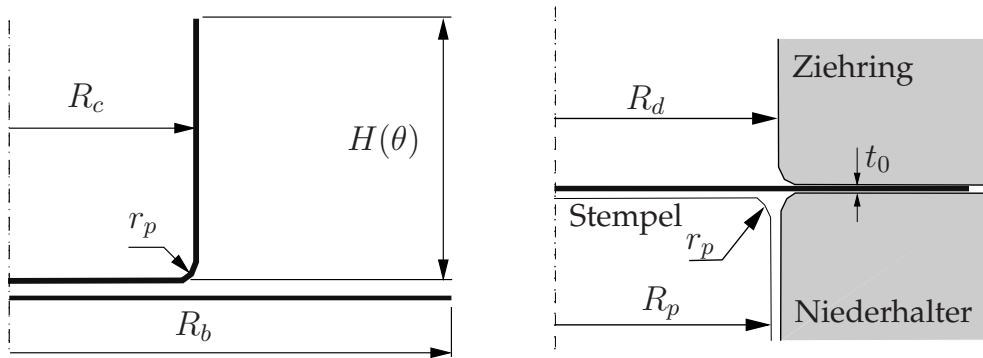 R_c
H(θ)
r_p
R_b
Ziehring
R_d
t_0
Stempel
r_p
R_p
Niederhalter